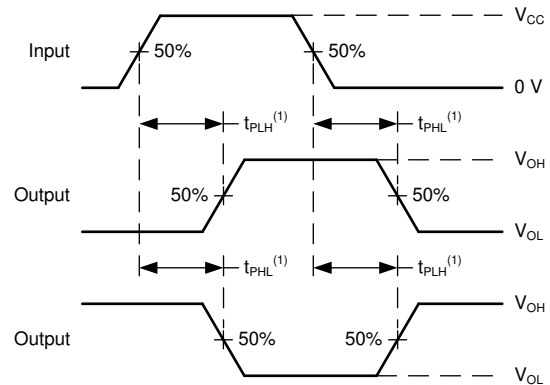 V_CC
Input 50% 50%
0 V
t_PLH^(1) t_PHL^(1)
V_OH
Output 50% 50%
V_OL
t_PHL^(1) t_PLH^(1)
V_OH
Output 50% 50%
V_OL